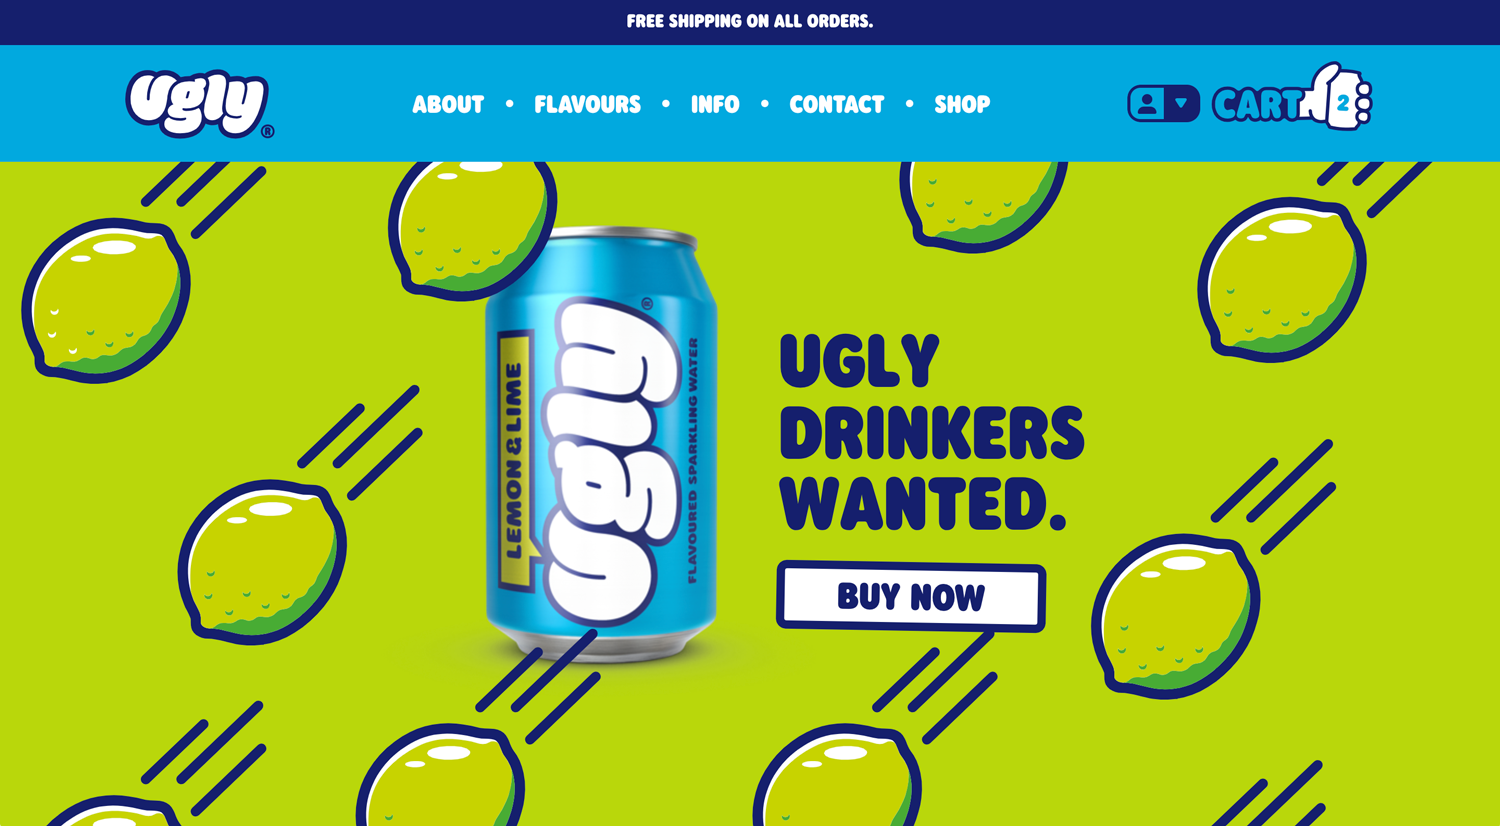 FREE SHIPPING ON ALL ORDERS.
Ugly®
ABOUT • FLAVOURS • INFO • CONTACT • SHOP
CART 2
LEMON & LIME
Ugly®
FLAVOURED SPARKLING WATER
UGLY
DRINKERS
WANTED.
BUY NOW